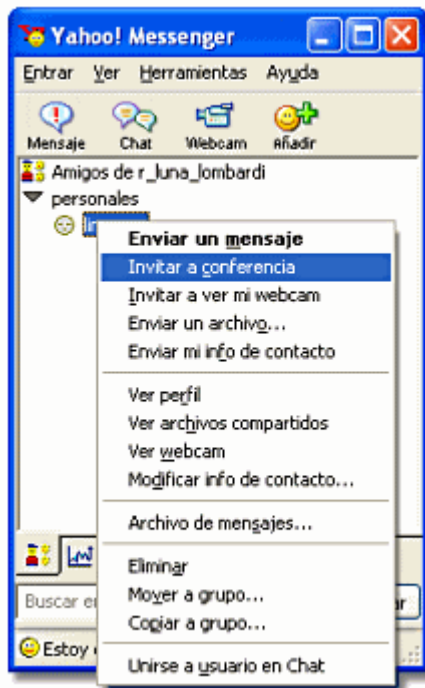 Yahoo! Messenger
Entrar Ver Herramientas Ayuda
Mensaje Chat Webcam Añadir
Amigos de r_luna_lombardi
personales
Enviar un mensaje
Invitar a conferencia
Invitar a ver mi webcam
Enviar un archivo...
Enviar mi info de contacto
Ver perfil
Ver archivos compartidos
Ver webcam
Modificar info de contacto...
Archivo de mensajes...
Eliminar
Buscar
Mover a grupo...
Copiar a grupo...
Estoy
Unirse a usuario en Chat